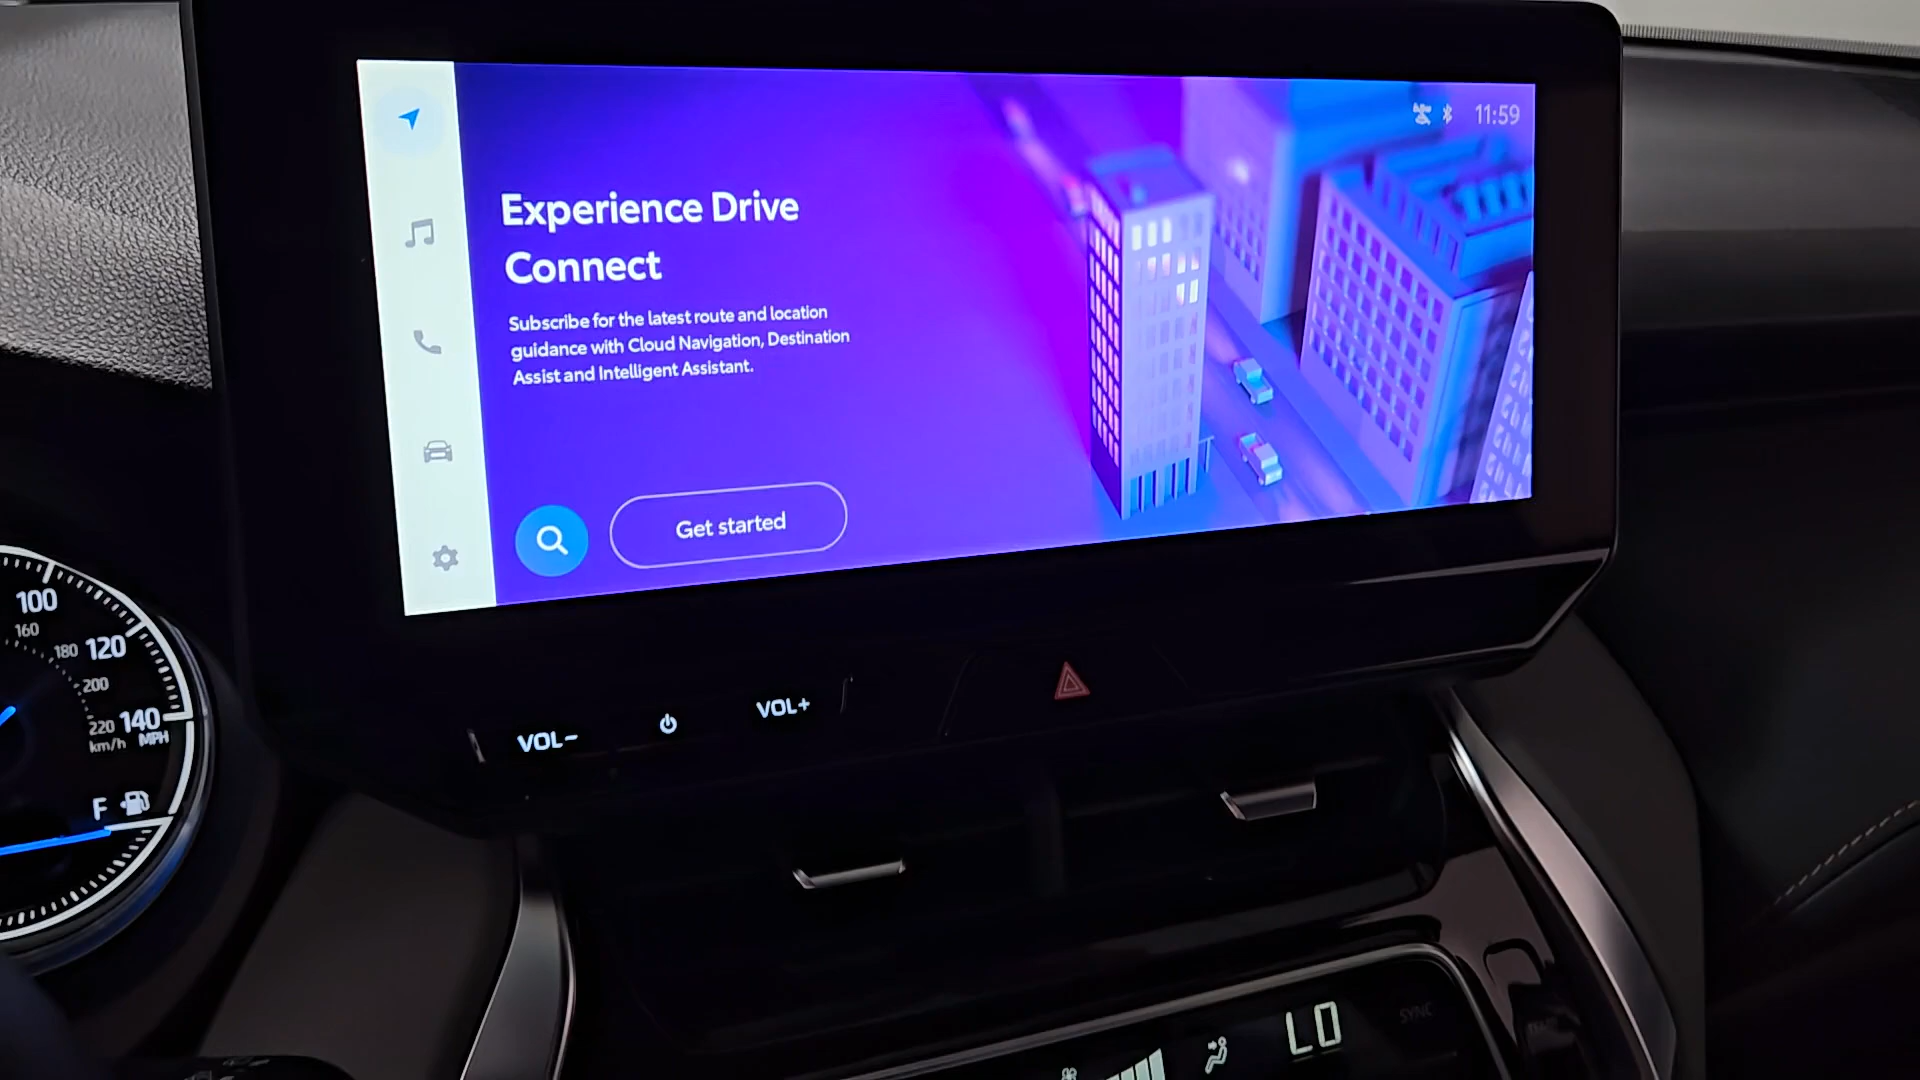 11:59
Experience Drive
Connect
Subscribe for the latest route and location
guidance with Cloud Navigation, Destination
Assist and Intelligent Assistant.
Get started
100
160
180 120
200
220 140
km/h MPH
F
VOL−
VOL+
LO
SYNC